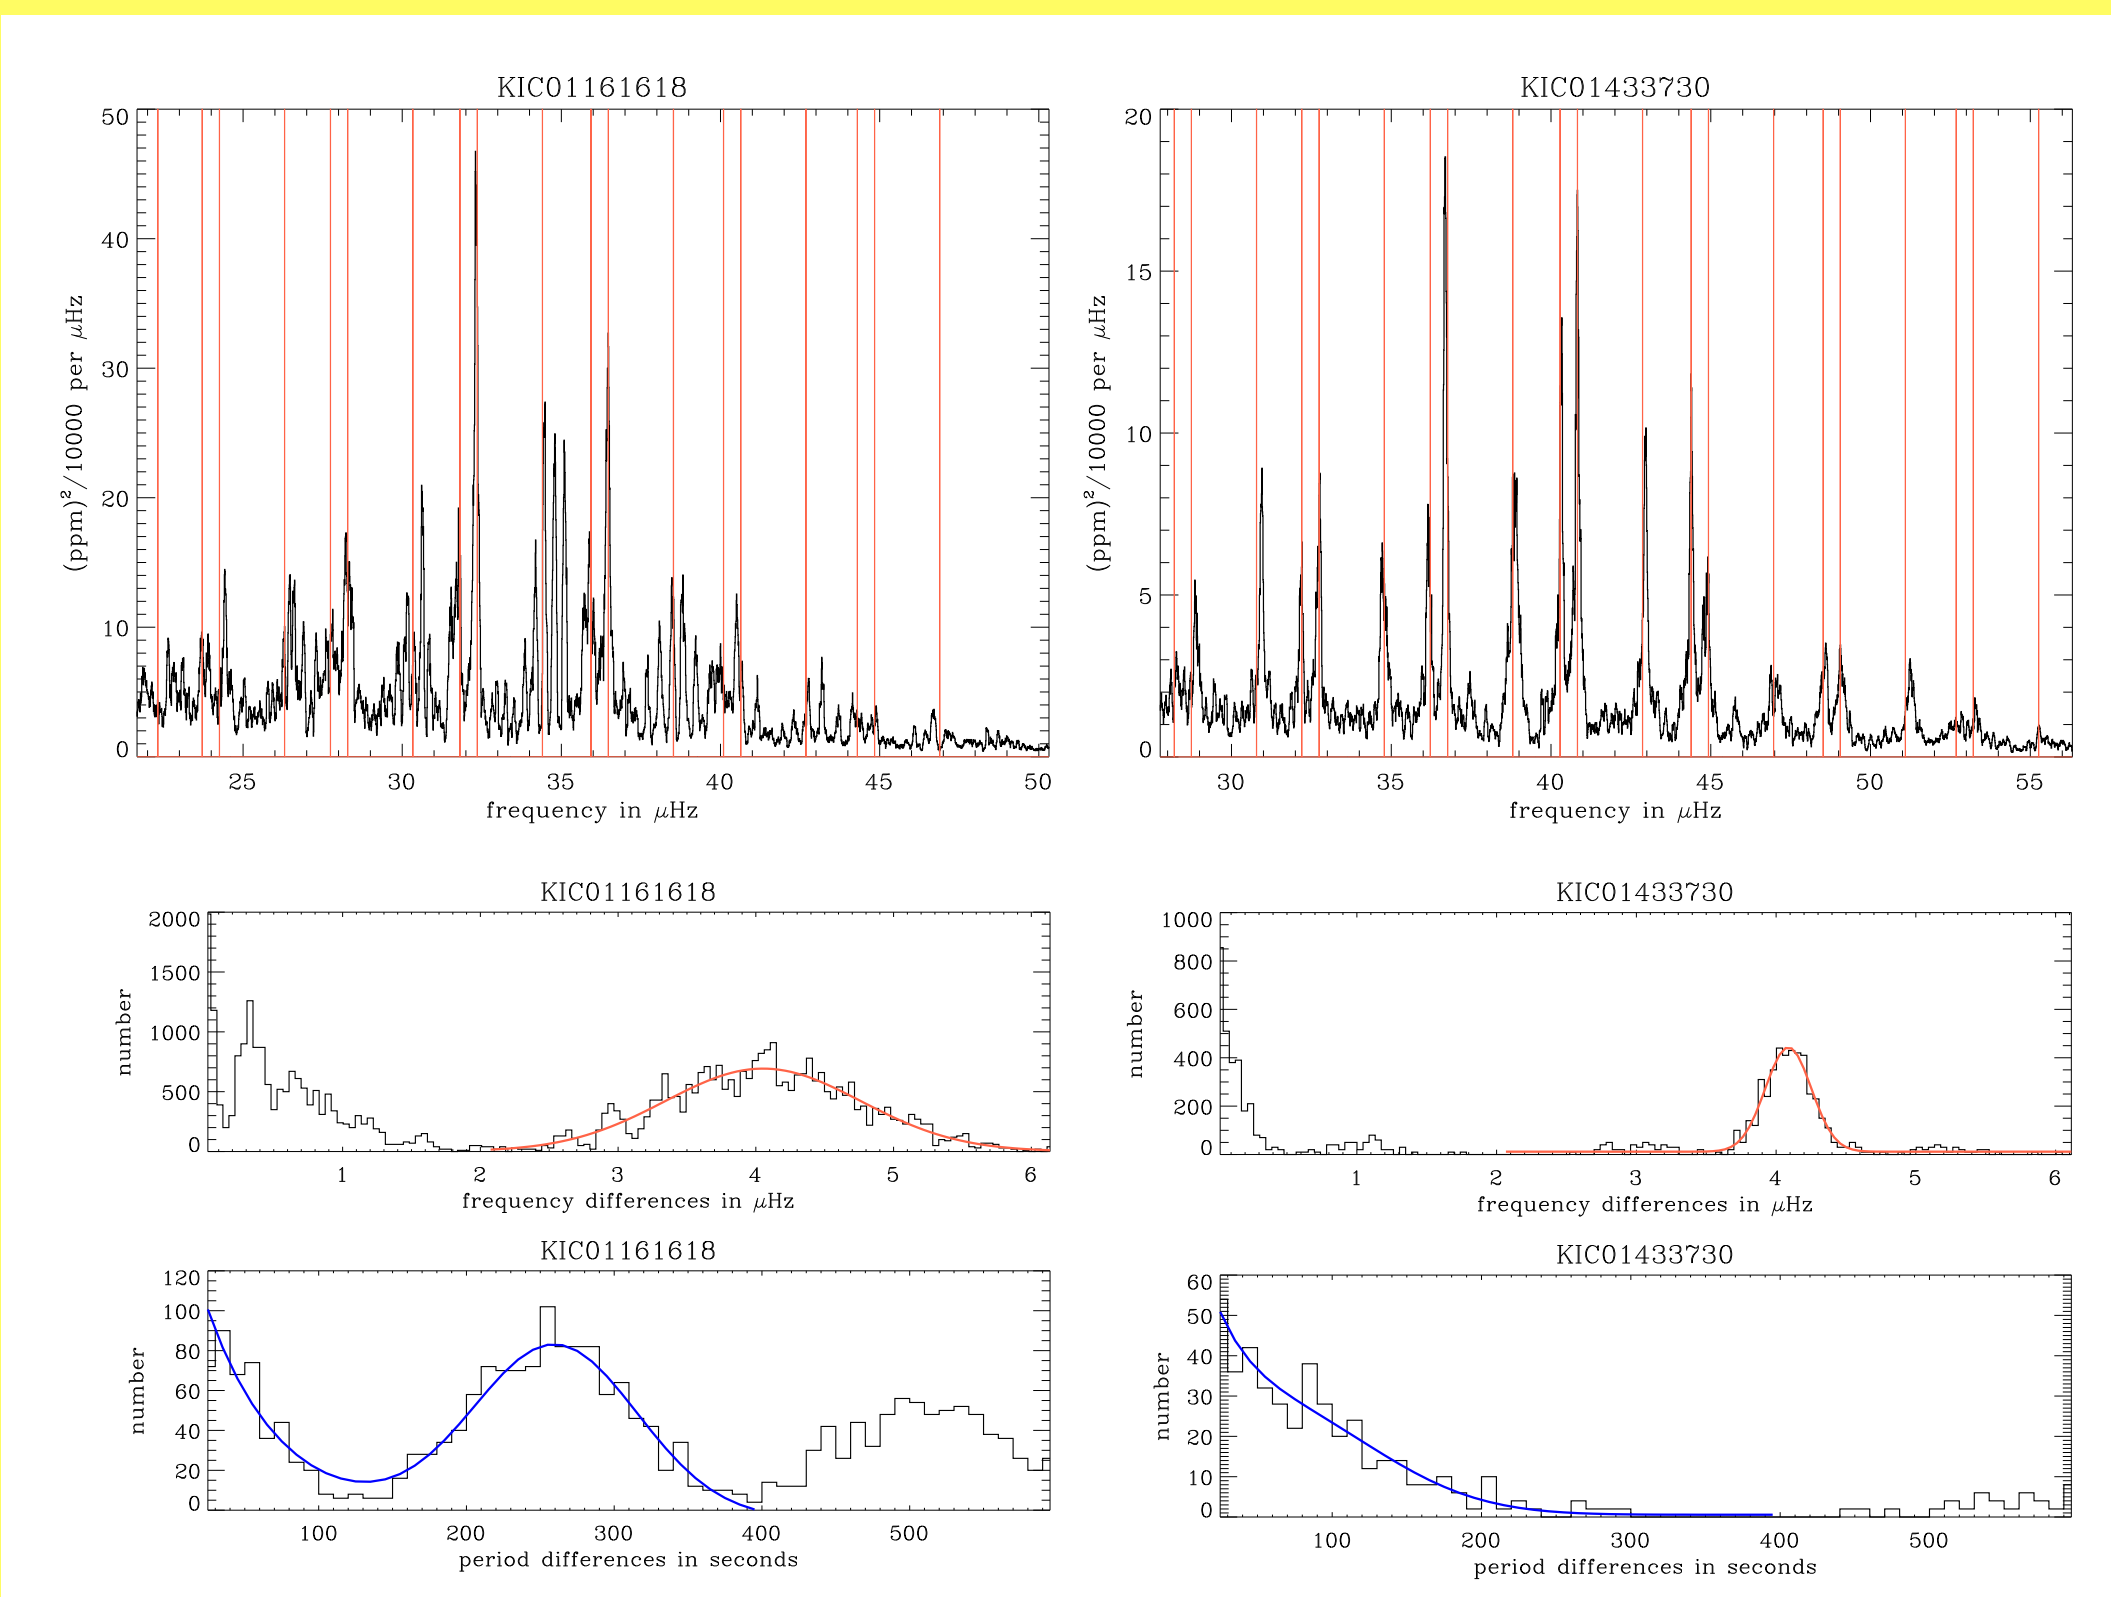 KIC01161618
50
40
30
20
10
0
(ppm)²/10000 per μHz
25 30 35 40 45 50
frequency in μHz
KIC01433730
20
15
10
5
0
(ppm)²/10000 per μHz
30 35 40 45 50 55
frequency in μHz
KIC01161618
2000
1500
1000
500
0
number
1 2 3 4 5 6
frequency differences in μHz
KIC01433730
1000
800
600
400
200
0
number
1 2 3 4 5 6
frequency differences in μHz
KIC01161618
120
100
80
60
40
20
0
number
100 200 300 400 500
period differences in seconds
KIC01433730
60
50
40
30
20
10
0
number
100 200 300 400 500
period differences in seconds